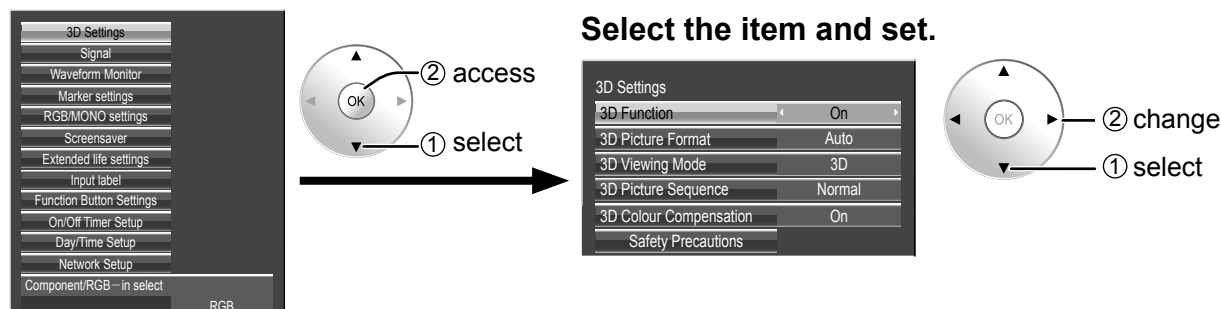 3D Settings
Signal
Waveform Monitor
Marker settings
RGB/MONO settings
Screensaver
Extended life settings
Input label
Function Button Settings
On/Off Timer Setup
Day/Time Setup
Network Setup
Component/RGB－in select
RGB
OK
② access
① select
Select the item and set.
3D Settings
3D Function On
3D Picture Format Auto
3D Viewing Mode 3D
3D Picture Sequence Normal
3D Colour Compensation On
Safety Precautions
OK
② change
① select